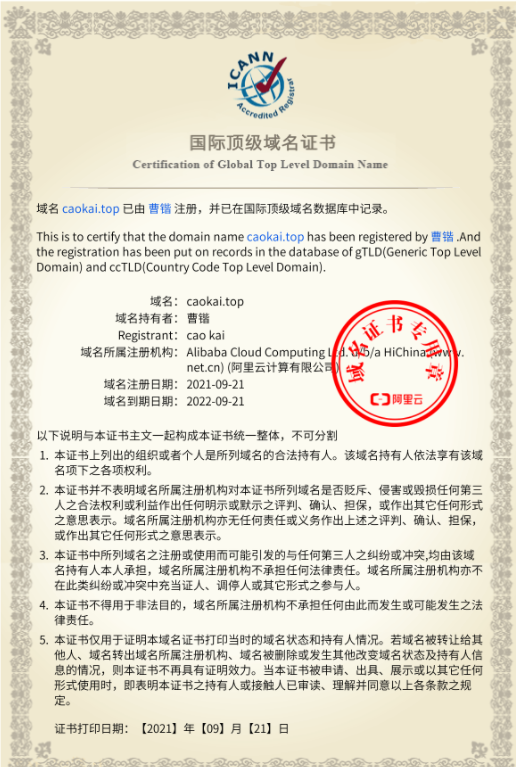 ICANN
Accredited Registrar
国际顶级域名证书
Certification of Global Top Level Domain Name
域名 caokai.top 已由 曹锴 注册，并已在国际顶级域名数据库中记录。
This is to certify that the domain name caokai.top has been registered by 曹锴 .And
the registration has been put on records in the database of gTLD(Generic Top Level
Domain) and ccTLD(Country Code Top Level Domain).
域名： caokai.top
域名持有者： 曹锴
Registrant： cao kai
域名所属注册机构： Alibaba Cloud Computing Ltd. d/b/a HiChina (www.
net.cn) (阿里云计算有限公司)
域名注册日期： 2021-09-21
域名到期日期： 2022-09-21
域名证书专用章
阿里云
以下说明与本证书主文一起构成本证书统一整体，不可分割
1. 本证书上列出的组织或者个人是所列域名的合法持有人。该域名持有人依法享有该域
名项下之各项权利。
2. 本证书并不表明域名所属注册机构对本证书所列域名是否贬斥、侵害或毁损任何第三
人之合法权利或利益作出任何明示或默示之评判、确认、担保，或作出其它任何形式
之意思表示。域名所属注册机构亦无任何责任或义务作出上述之评判、确认、担保，
或作出其它任何形式之意思表示。
3. 本证书中所列域名之注册或使用而可能引发的与任何第三人之纠纷或冲突,均由该域
名持有人本人承担，域名所属注册机构不承担任何法律责任。域名所属注册机构亦不
在此类纠纷或冲突中充当证人、调停人或其它形式之参与人。
4. 本证书不得用于非法目的，域名所属注册机构不承担任何由此而发生或可能发生之法
律责任。
5. 本证书仅用于证明本域名证书打印当时的域名状态和持有人情况。若域名被转让给其
他人、域名转出域名所属注册机构、域名被删除或发生其他改变域名状态及持有人信
息的情况，则本证书不再具有证明效力。当本证书被申请、出具、展示或以其它任何
形式使用时，即表明本证书之持有人或接触人已审读、理解并同意以上各条款之规
定。
证书打印日期：【2021】年【09】月【21】日